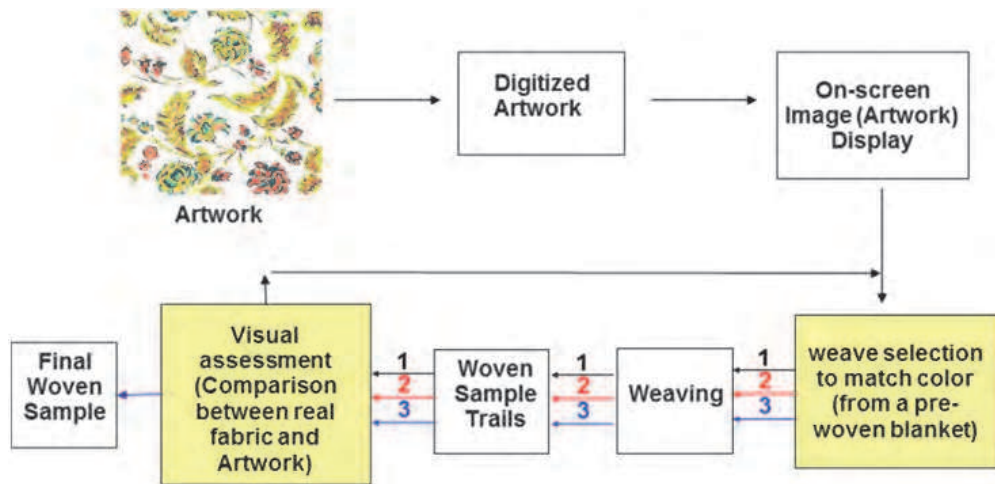 Artwork
Digitized
Artwork
On-screen
Image (Artwork)
Display
Final
Woven
Sample
Visual
assessment
(Comparison
between real
fabric and
Artwork)
1
2
3
Woven
Sample
Trails
1
2
3
Weaving
1
2
3
weave selection
to match color
(from a pre-
woven blanket)